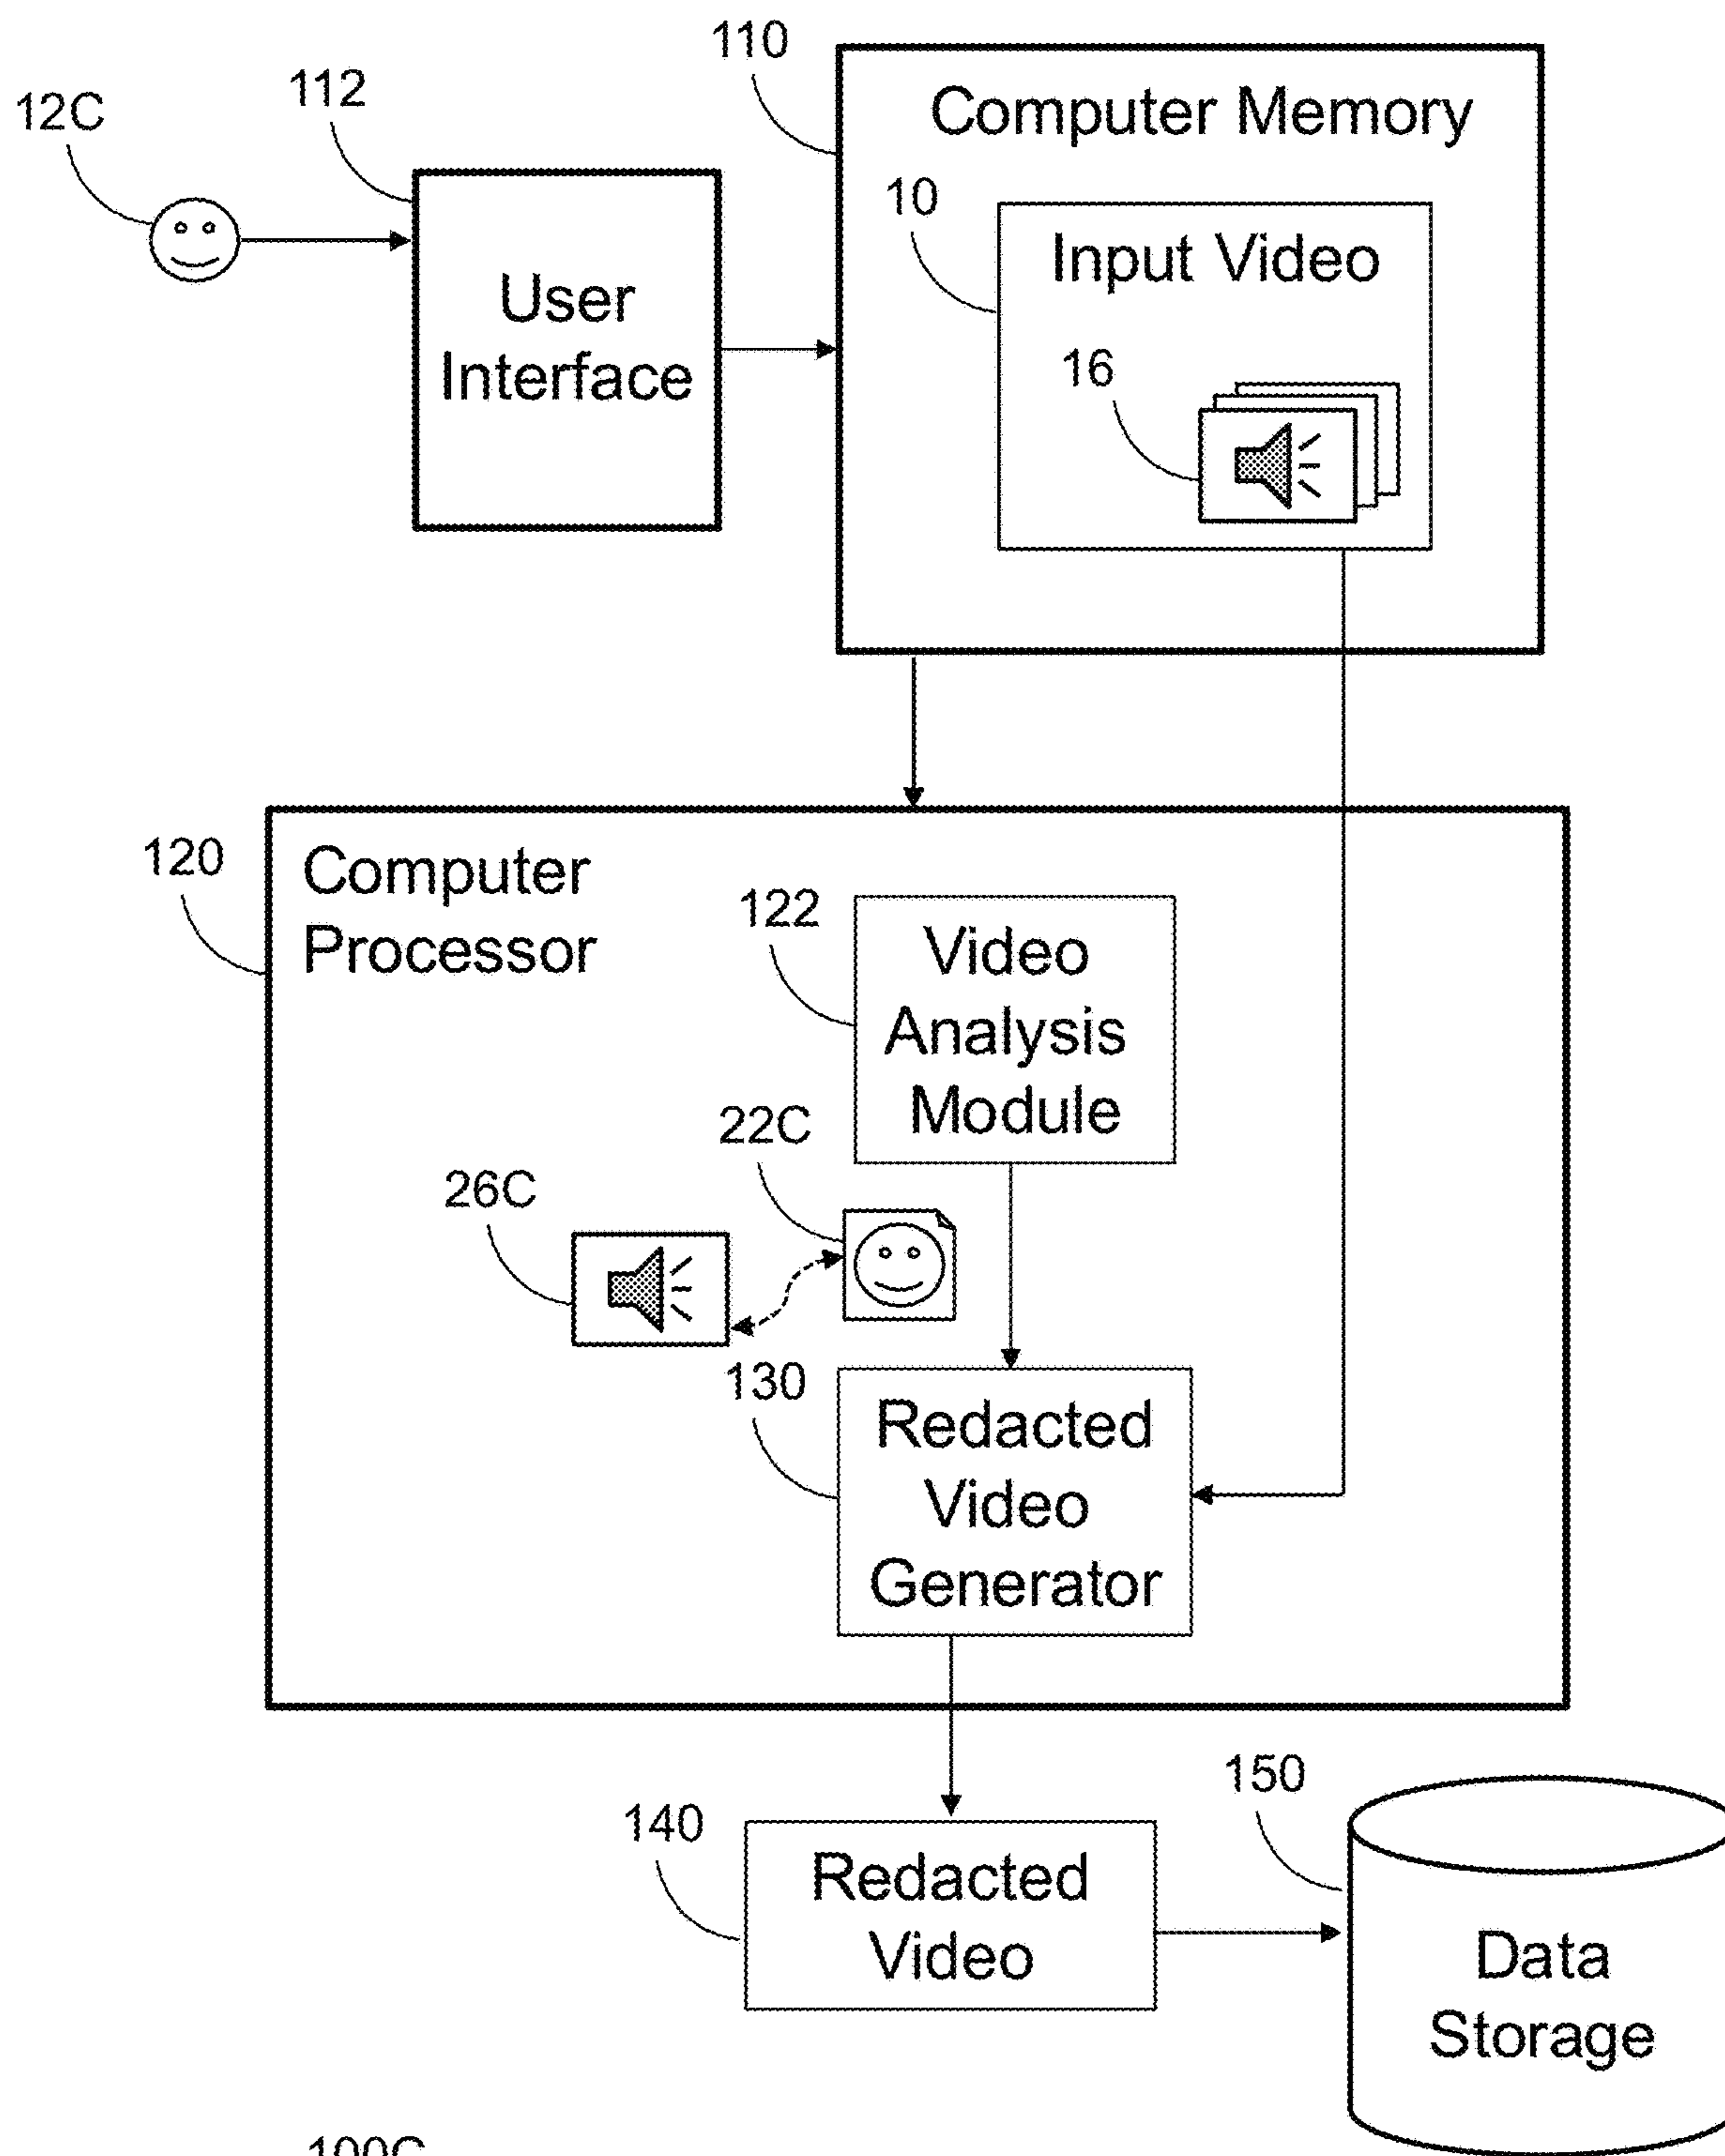 110
Computer Memory
112
12C
10
Input Video
User
Interface
16
120
Computer
Processor
122
Video
Analysis
Module
22C
26C
130
Redacted
Video
Generator
150
140
Redacted
Video
Data
Storage
100C